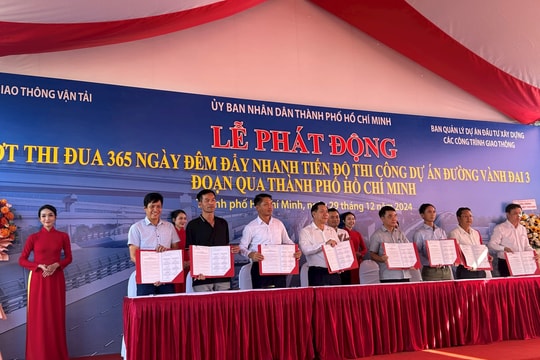 GIAO THÔNG VẬN TẢI
ỦY BAN NHÂN DÂN THÀNH PHỐ HỒ CHÍ MINH
BAN QUẢN LÝ DỰ ÁN ĐẦU TƯ XÂY DỰNG
CÁC CÔNG TRÌNH GIAO THÔNG
LỄ PHÁT ĐỘNG
ỢT THI ĐUA 365 NGÀY ĐÊM ĐẨY NHANH TIẾN ĐỘ THI CÔNG DỰ ÁN ĐƯỜNG VÀNH ĐAI 3
ĐOẠN QUA THÀNH PHỐ HỒ CHÍ MINH
nh phố Chí Minh, 29 tháng 12 năm 2024